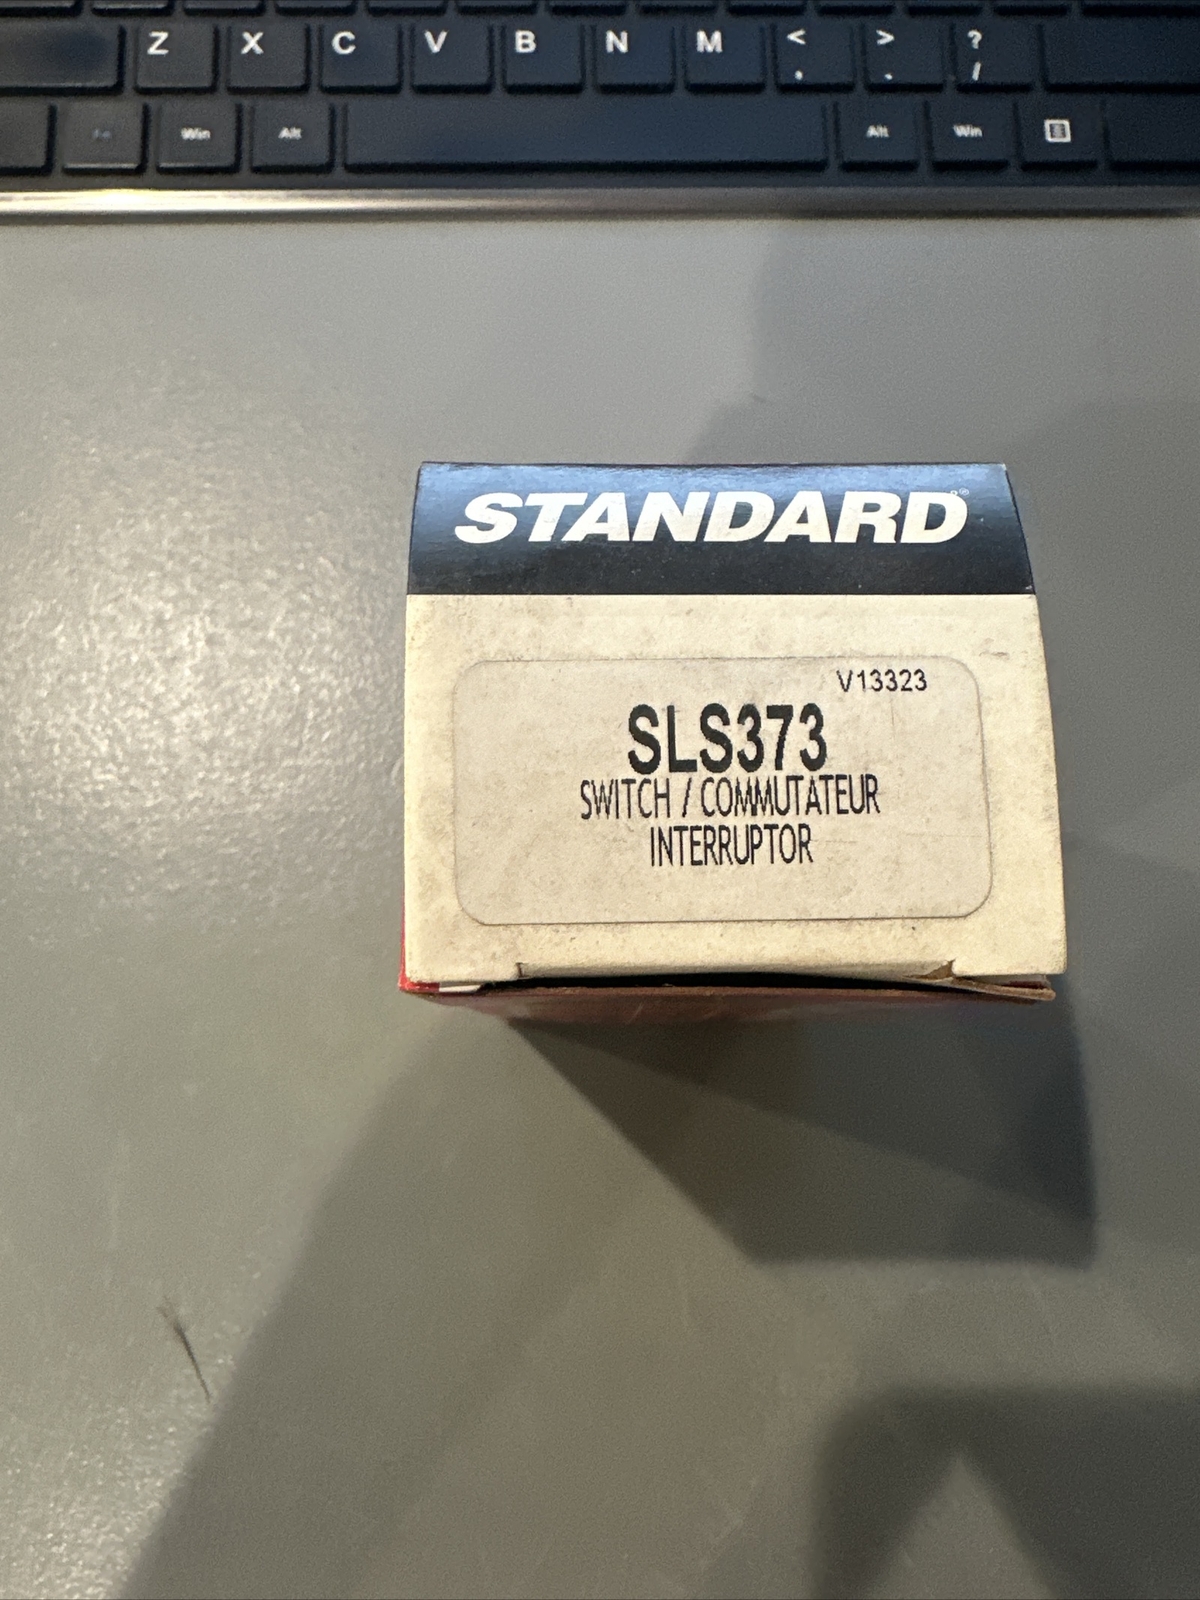 Z X C V B N M < , > . ? /
Win Alt Alt Win
STANDARD®
V13323
SLS373
SWITCH / COMMUTATEUR
INTERRUPTOR